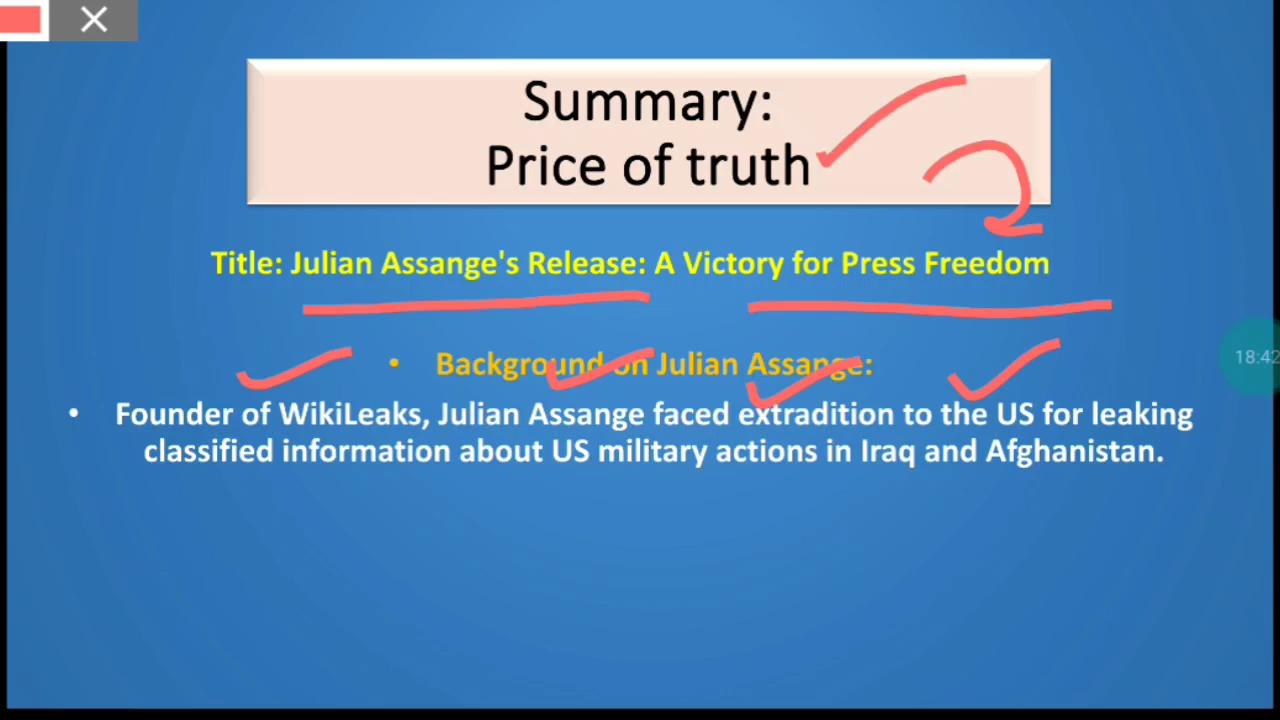 Summary:
Price of truth
2
Title: Julian Assange's Release: A Victory for Press Freedom
• Background on Julian Assange:
• Founder of WikiLeaks, Julian Assange faced extradition to the US for leaking
classified information about US military actions in Iraq and Afghanistan.
18:42